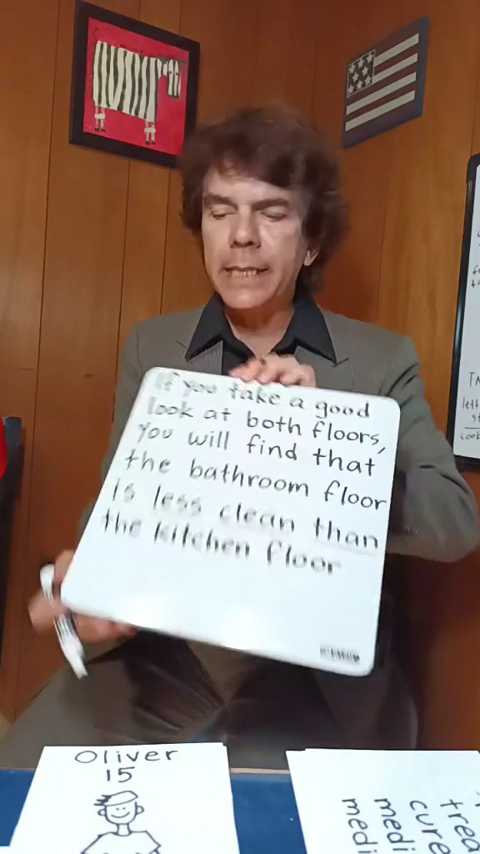 If you take a good
look at both floors,
you will find that
the bathroom floor
is less clean than
the kitchen floor
Oliver
15
trea
cure
medi
medi